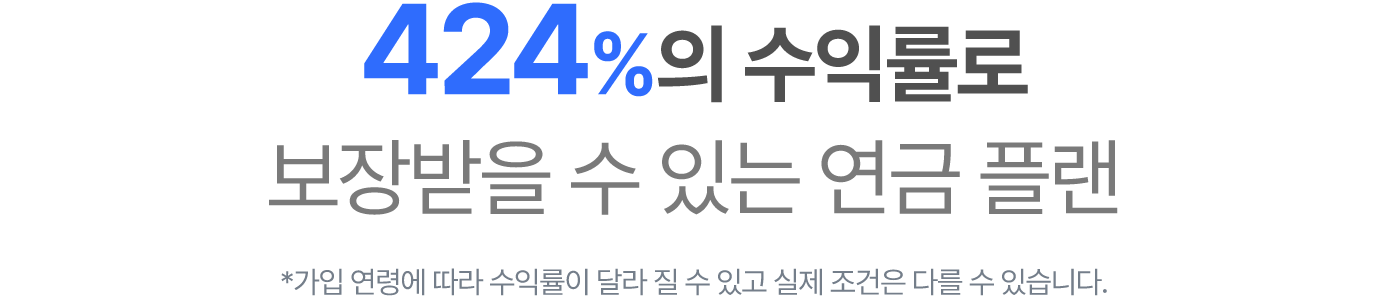 424%의 수익률로
보장받을 수 있는 연금 플랜
*가입 연령에 따라 수익률이 달라 질 수 있고 실제 조건은 다를 수 있습니다.